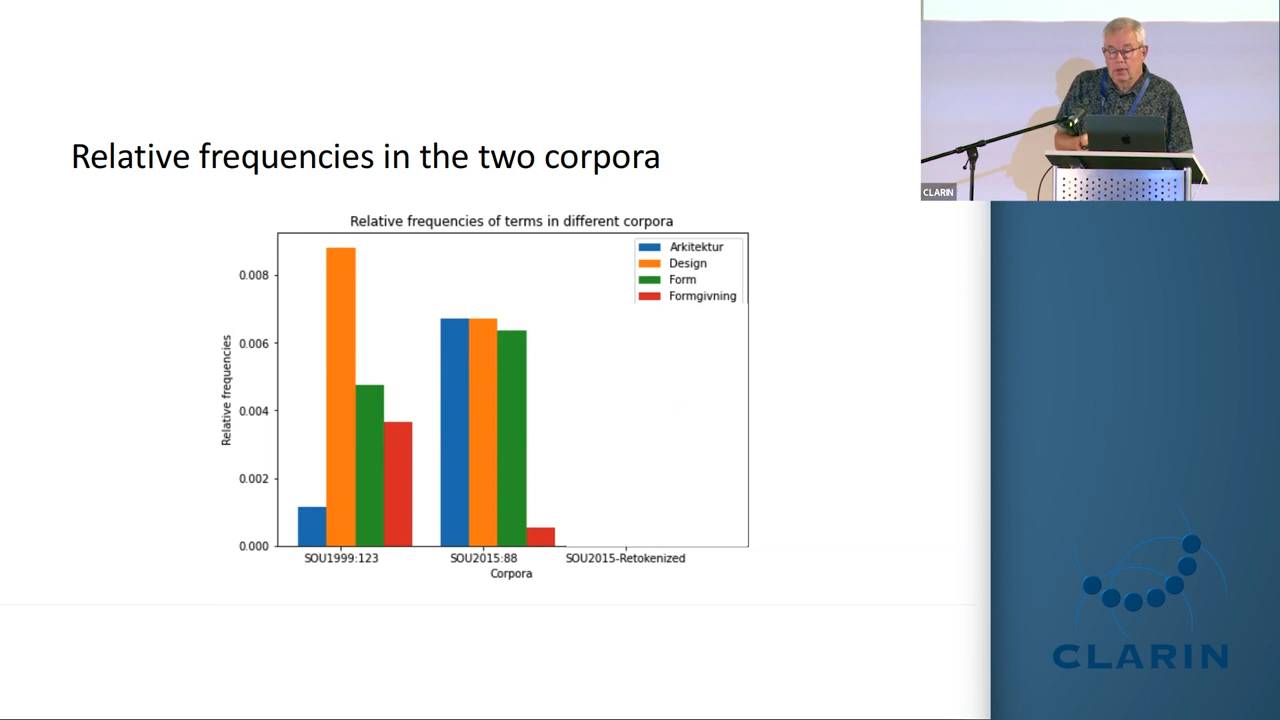 Relative frequencies in the two corpora
Relative frequencies of terms in different corpora
Arkitektur
Design
Form
Formgivning
Relative frequencies
0.008
0.006
0.004
0.002
0.000
SOU1999:123 SOU2015:88 SOU2015-Retokenized
Corpora
CLARIN
CLARIN